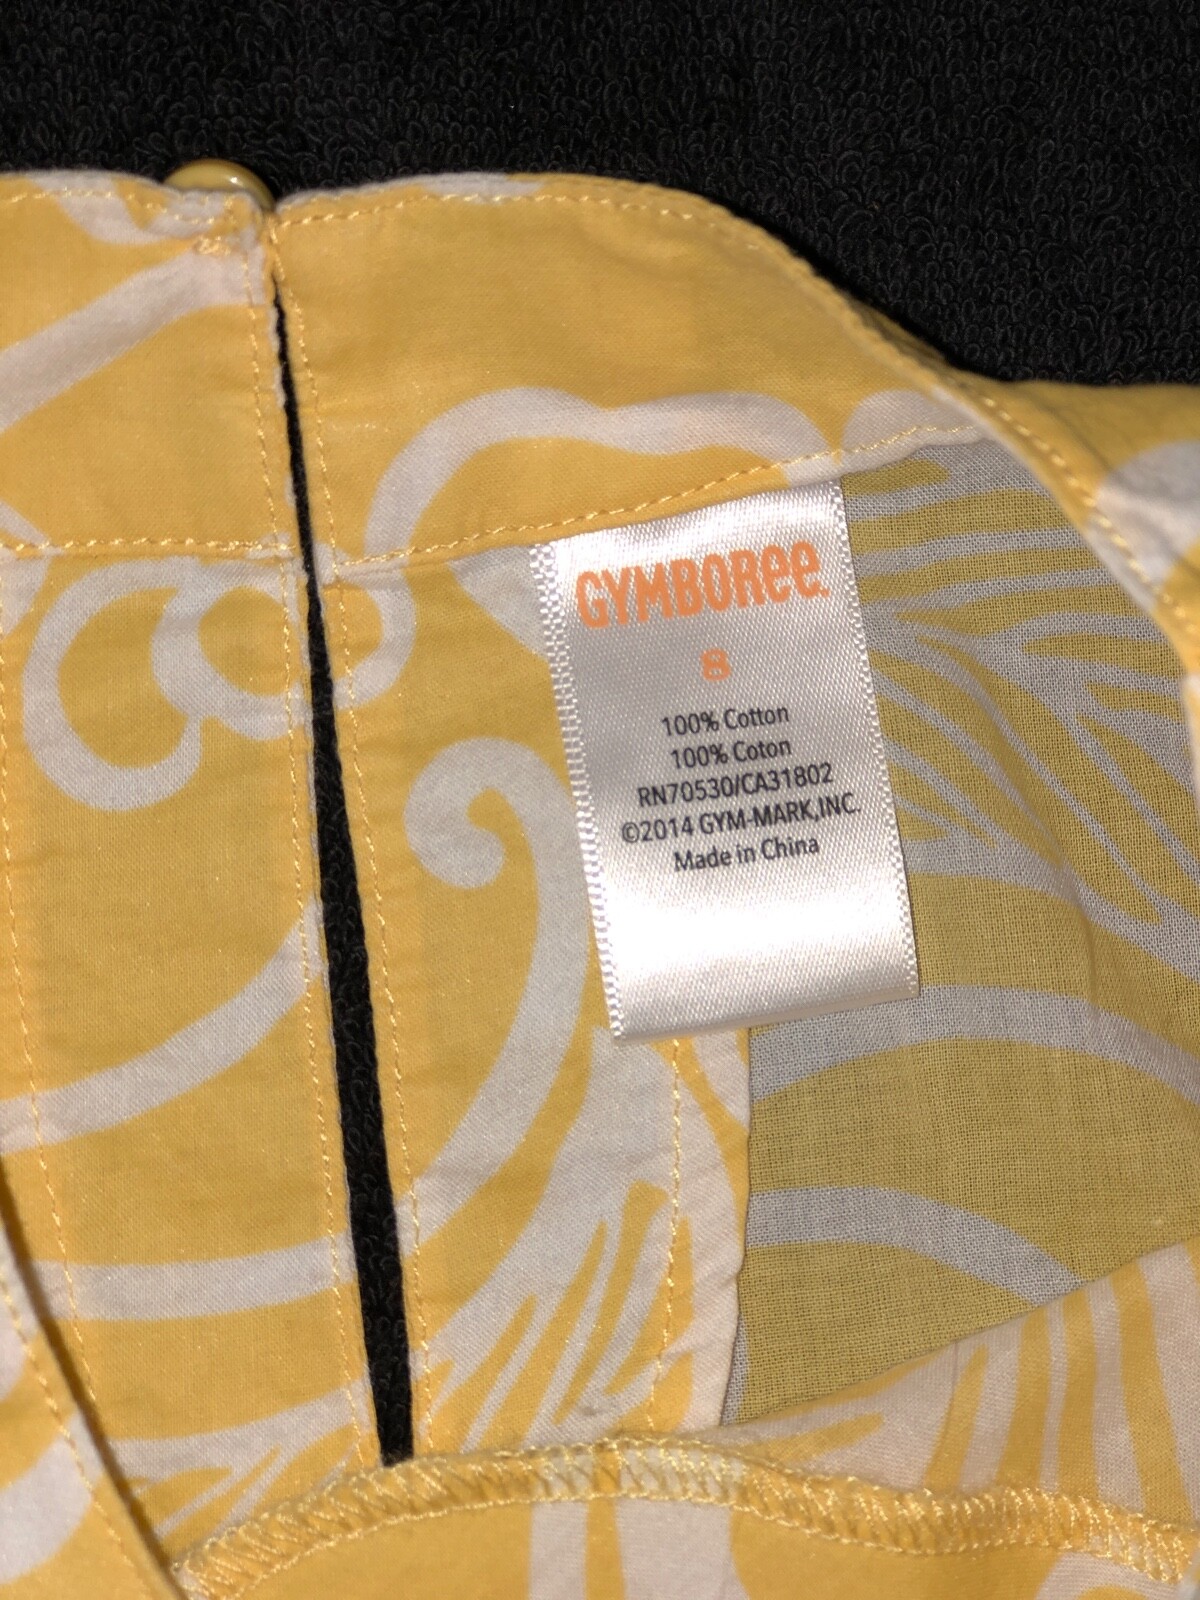 GYMBOREE
8
100% Cotton
100% Coton
RN70530/CA31802
©2014 GYM-MARK,INC.
Made in China